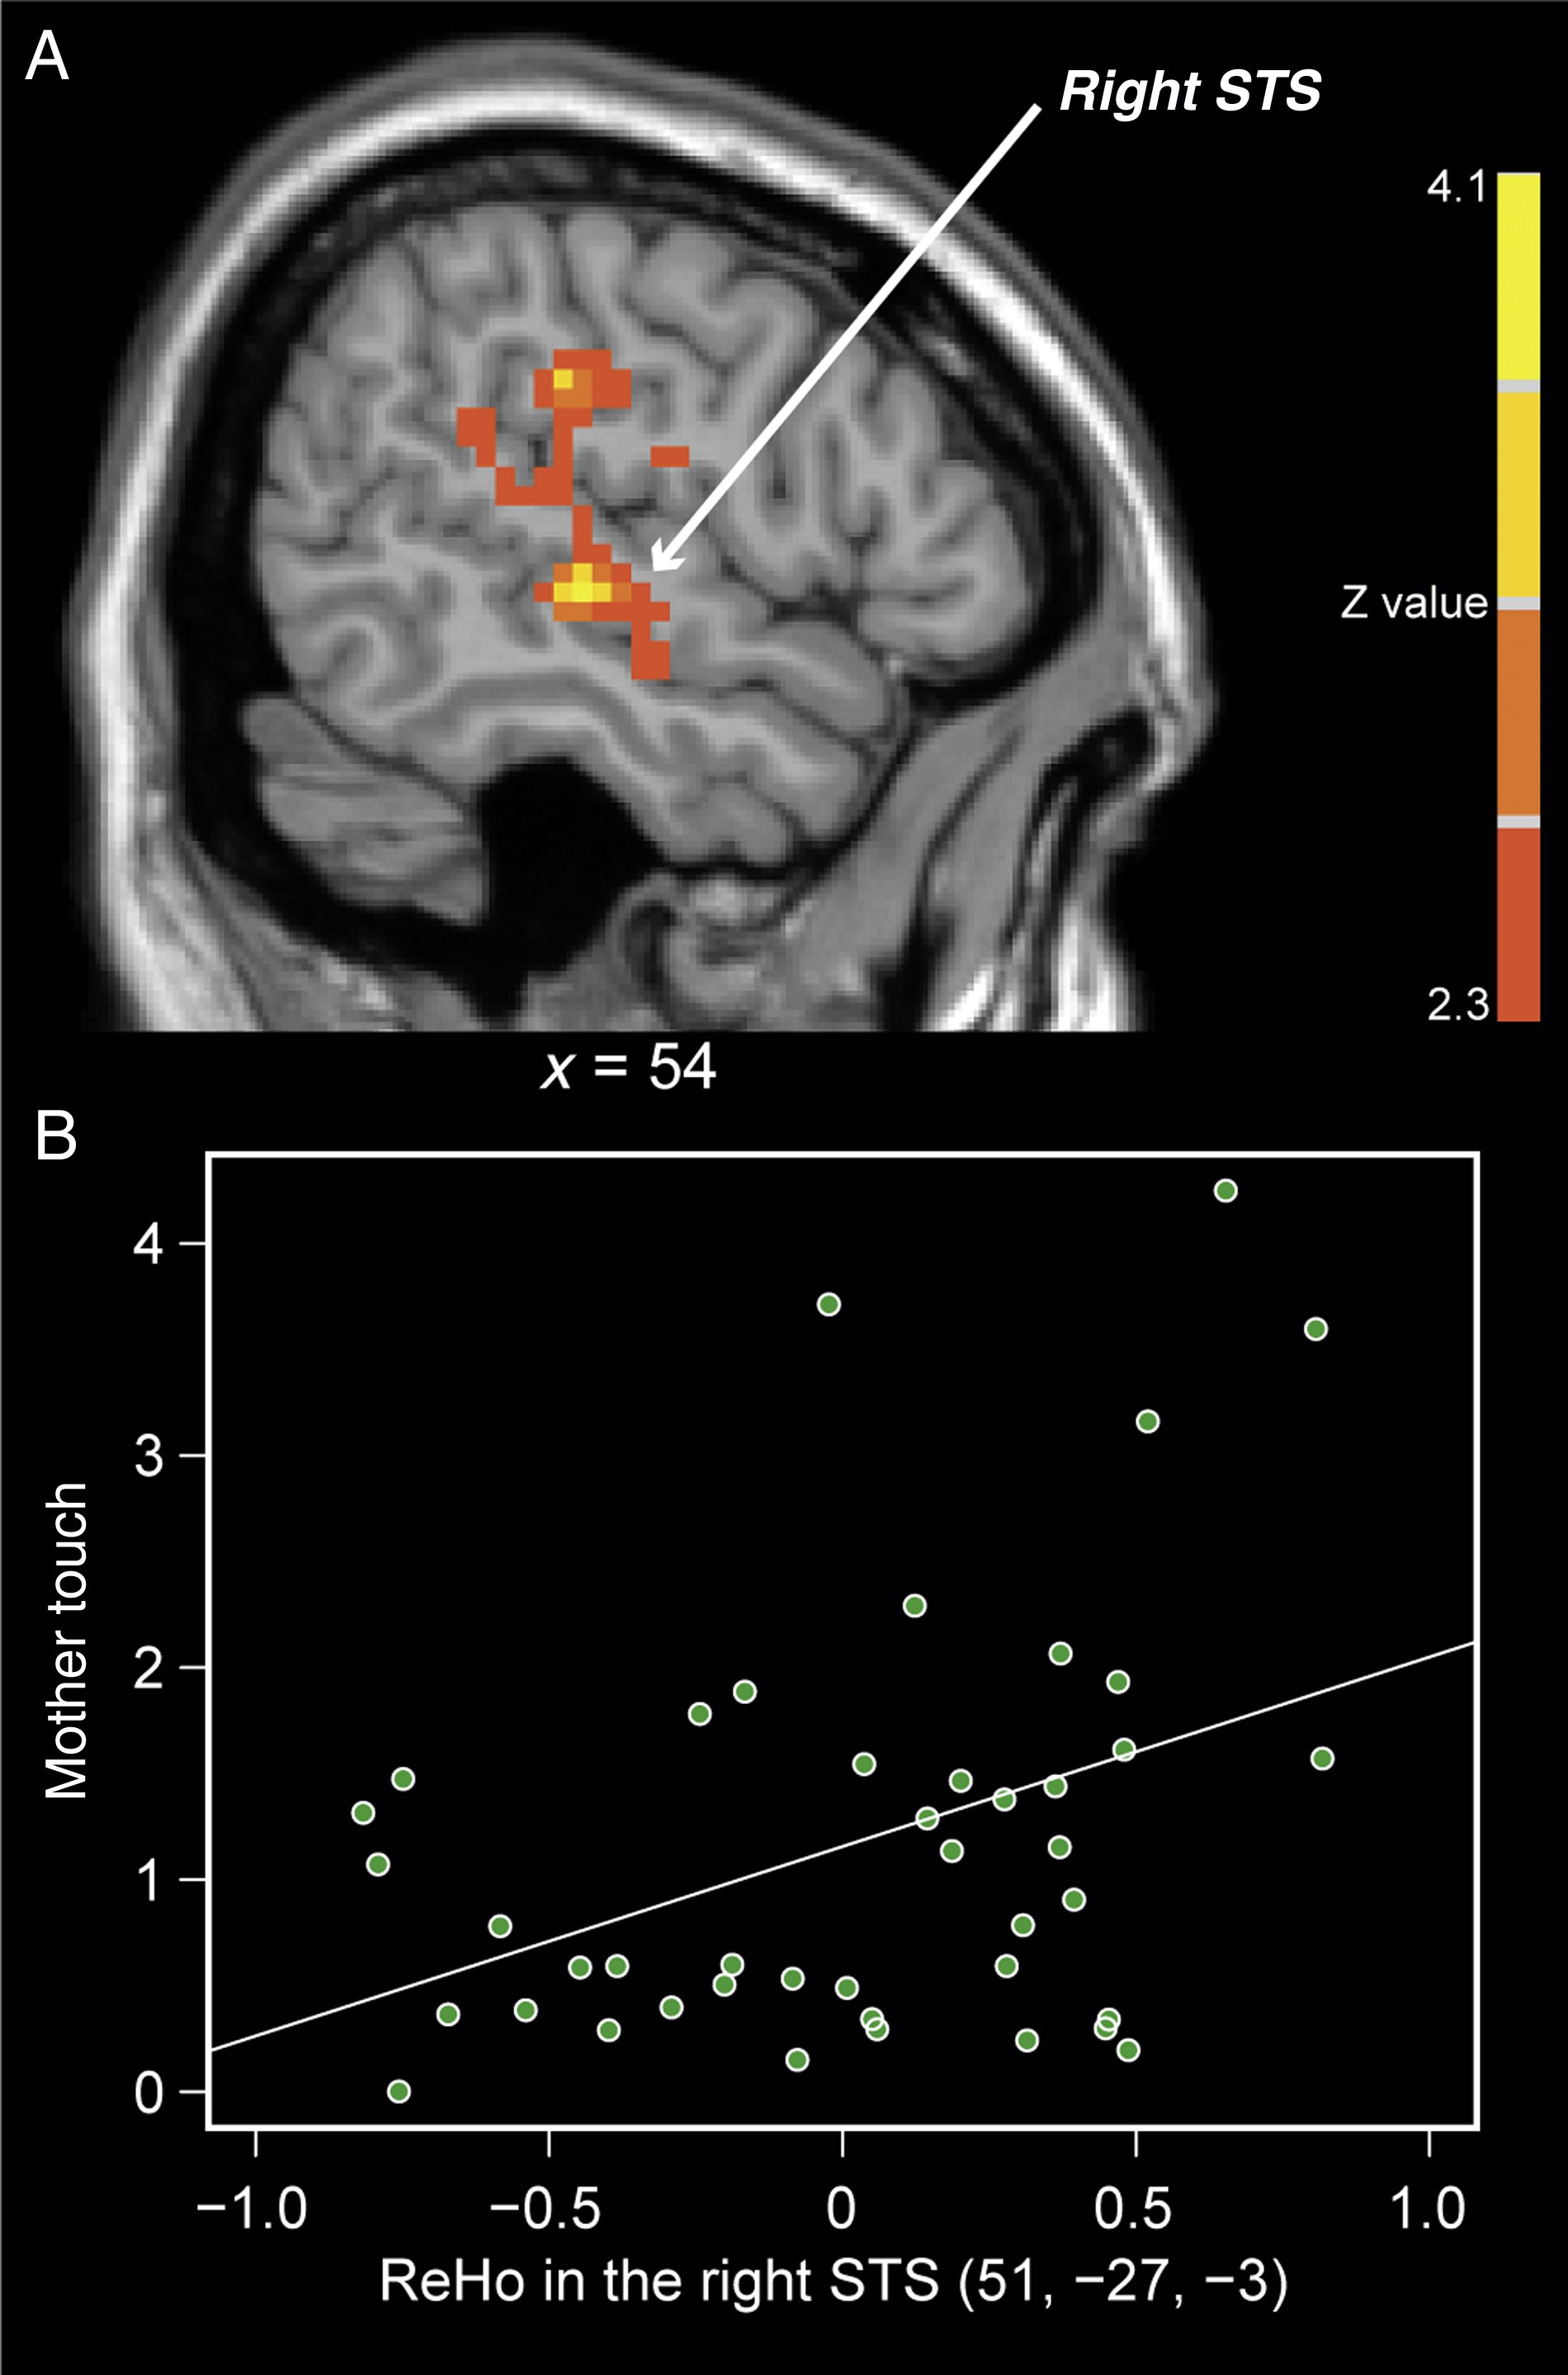 A
Right STS
4.1
Z value
2.3
x = 54
B
4
3
2
1
0
Mother touch
−1.0 −0.5 0 0.5 1.0
ReHo in the right STS (51, −27, −3)